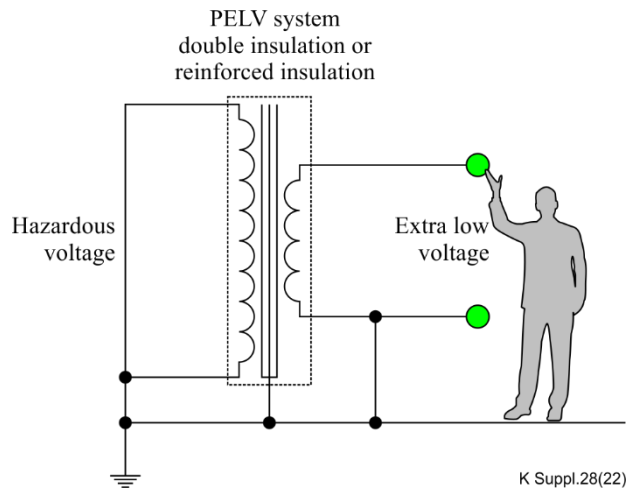 PELV system
double insulation or
reinforced insulation
Hazardous
voltage
Extra low
voltage
K Suppl.28(22)